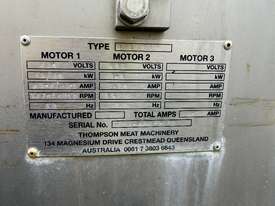 TYPE
MOTOR 1 MOTOR 2 MOTOR 3
VOLTS VOLTS VOLTS
kW kW kW
AMP AMP AMP
RPM RPM RPM
Hz Hz Hz
MANUFACTURED TOTAL AMPS AMP
SERIAL No.
THOMPSON MEAT MACHINERY
134 MAGNESIUM DRIVE CRESTMEAD QUEENSLAND
AUSTRALIA 0061 7 3803 6643